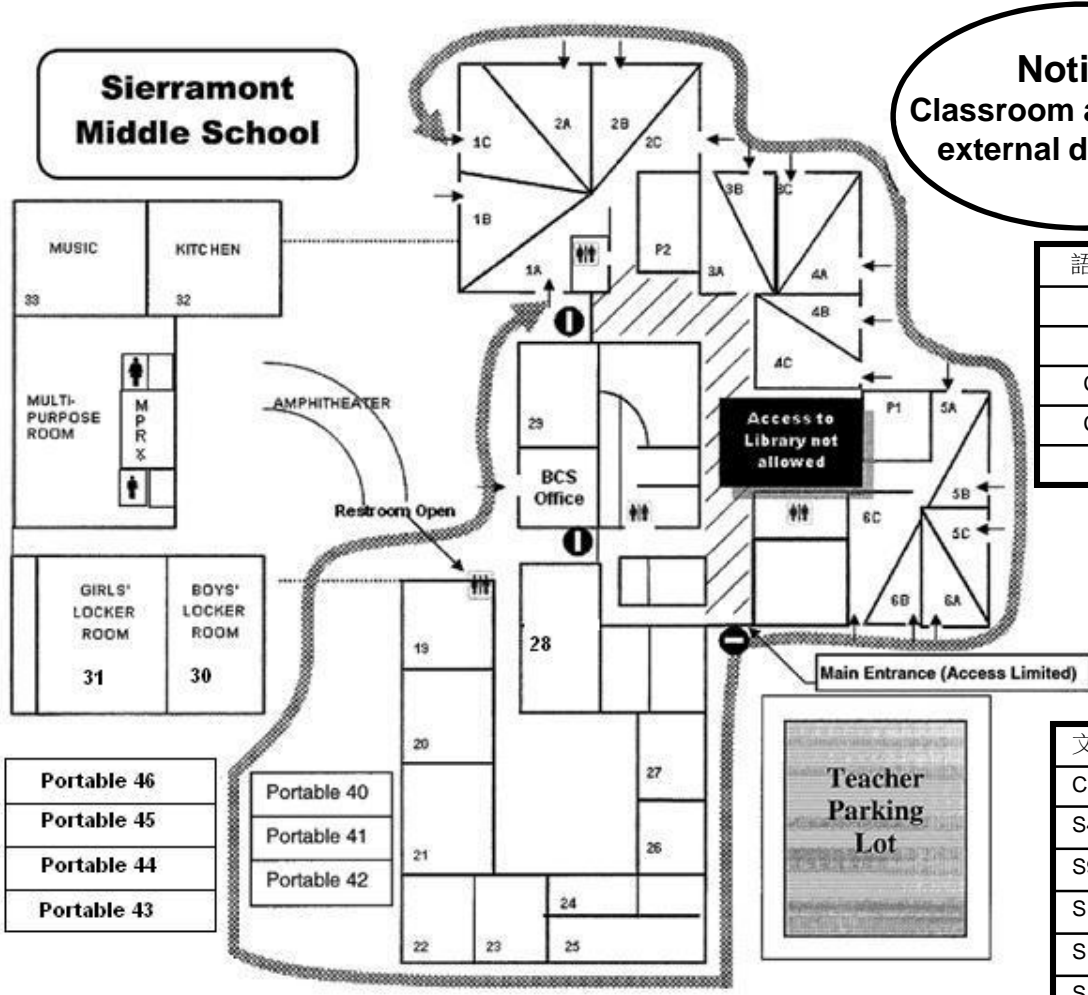 Sierramont
Middle School
Noti
Classroom a
external d
1C
2A
2B
2C
1B
1A
P2
3B
3C
3A
4A
4B
4C
MUSIC
33
KITCHEN
32
MULTI-
PURPOSE
ROOM
MPRX
AMPHITHEATER
Restroom Open
29
BCS
Office
Access to
Library not
allowed
P1
5A
5B
5C
6C
6B
6A
GIRLS'
LOCKER
ROOM
31
BOYS'
LOCKER
ROOM
30
19
28
20
21
27
26
24
22
23
25
Main Entrance (Access Limited)
Portable 46
Portable 45
Portable 44
Portable 43
Portable 40
Portable 41
Portable 42
Teacher
Parking
Lot
語
C
C
文
C
S
S
S
S
S